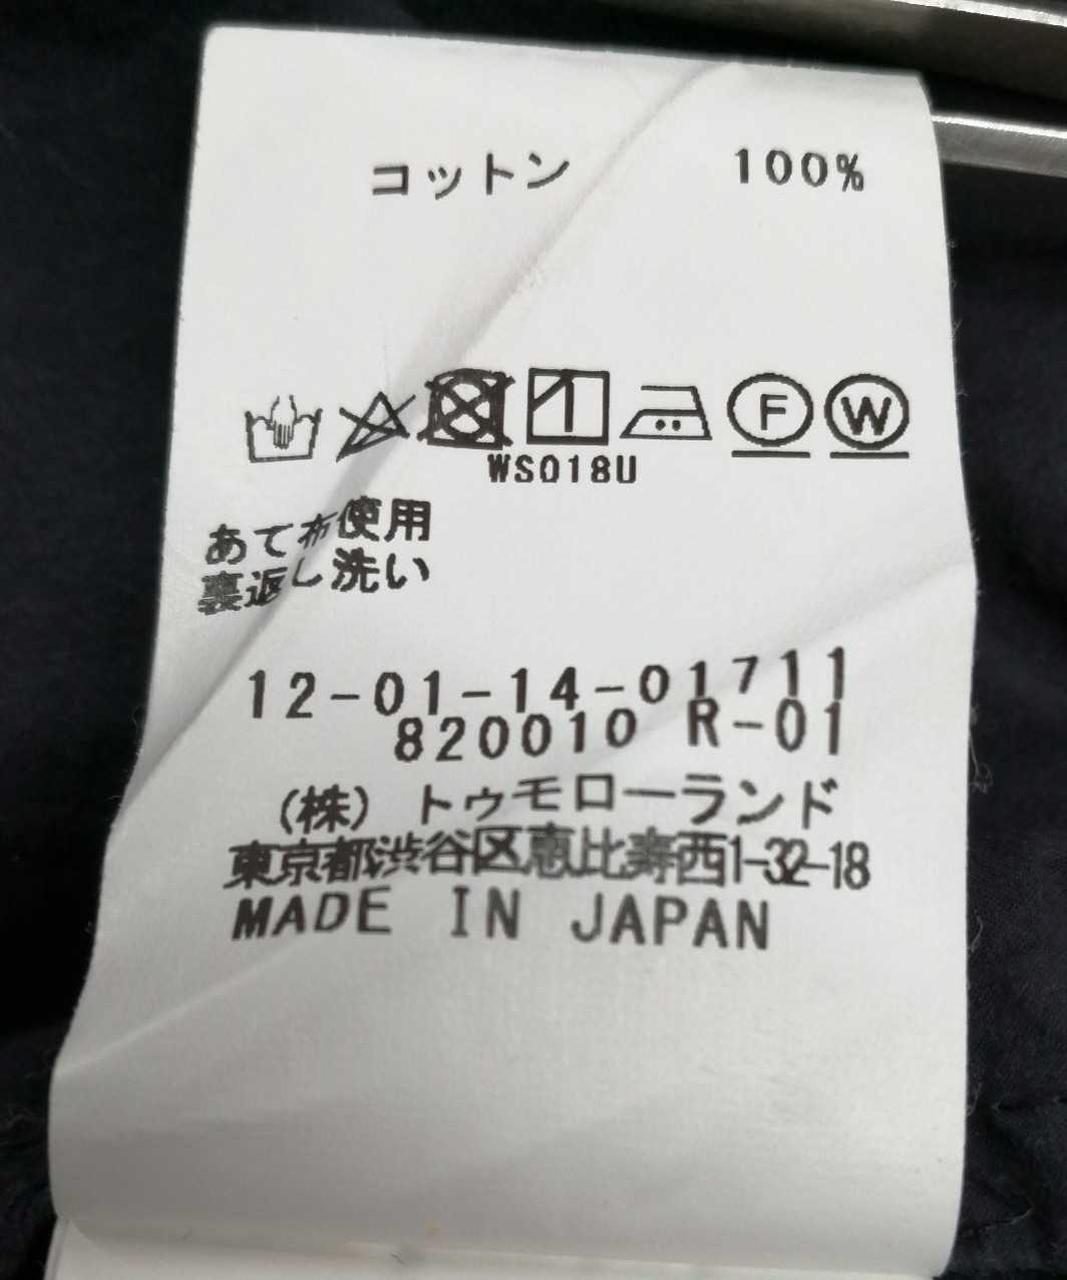 コットン 100%
F W
WS018U
あて布使用
裏返し洗い
12-01-14-01711
820010 R-01
(株) トゥモローランド
東京都渋谷区恵比寿西1-32-18
MADE IN JAPAN